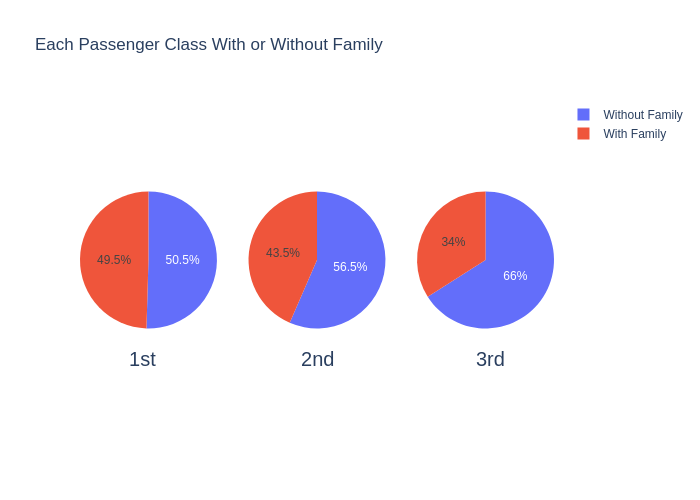 Each Passenger Class With or Without Family
Without Family
With Family
49.5%
50.5%
43.5%
56.5%
34%
66%
1st
2nd
3rd